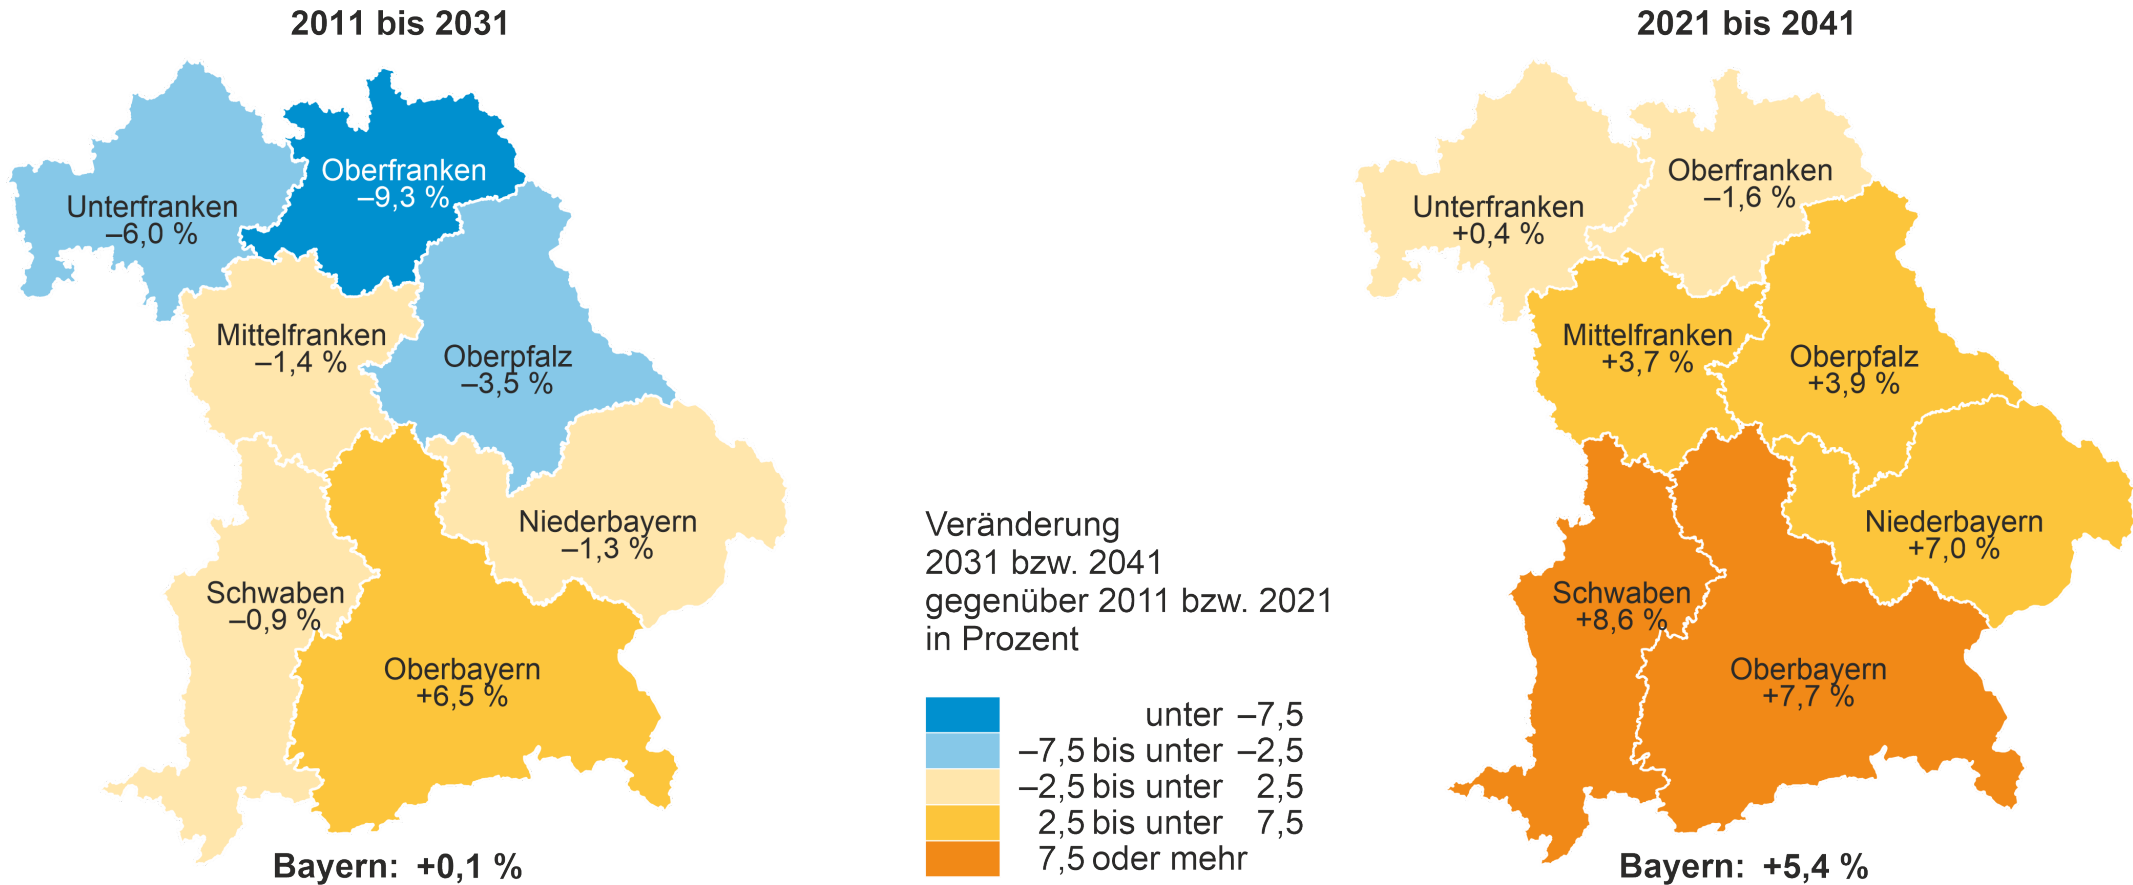 2011 bis 2031
Oberfranken
–9,3 %
Unterfranken
–6,0 %
Mittelfranken
–1,4 %
Oberpfalz
–3,5 %
Niederbayern
–1,3 %
Schwaben
–0,9 %
Oberbayern
+6,5 %
Bayern: +0,1 %
Veränderung
2031 bzw. 2041
gegenüber 2011 bzw. 2021
in Prozent
unter –7,5
–7,5 bis unter –2,5
–2,5 bis unter 2,5
2,5 bis unter 7,5
7,5 oder mehr
2021 bis 2041
Oberfranken
–1,6 %
Unterfranken
+0,4 %
Mittelfranken
+3,7 %
Oberpfalz
+3,9 %
Niederbayern
+7,0 %
Schwaben
+8,6 %
Oberbayern
+7,7 %
Bayern: +5,4 %